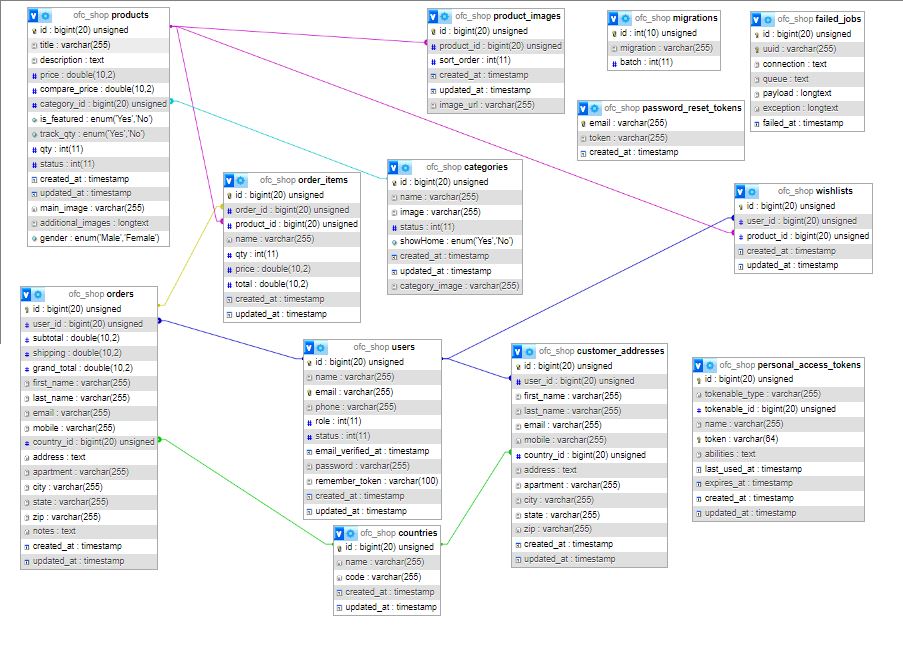 ofc_shop products
id : bigint(20) unsigned
title : varchar(255)
description : text
price : double(10,2)
compare_price : double(10,2)
category_id : bigint(20) unsigned
is_featured : enum('Yes','No')
track_qty : enum('Yes','No')
qty : int(11)
status : int(11)
created_at : timestamp
updated_at : timestamp
main_image : varchar(255)
additional_images : longtext
gender : enum('Male','Female')
ofc_shop product_images
id : bigint(20) unsigned
product_id : bigint(20) unsigned
sort_order : int(11)
created_at : timestamp
updated_at : timestamp
image_url : varchar(255)
ofc_shop migrations
id : int(10) unsigned
migration : varchar(255)
batch : int(11)
ofc_shop failed_jobs
id : bigint(20) unsigned
uuid : varchar(255)
connection : text
queue : text
payload : longtext
exception : longtext
failed_at : timestamp
ofc_shop password_reset_tokens
email : varchar(255)
token : varchar(255)
created_at : timestamp
ofc_shop order_items
id : bigint(20) unsigned
order_id : bigint(20) unsigned
product_id : bigint(20) unsigned
name : varchar(255)
qty : int(11)
price : double(10,2)
total : double(10,2)
created_at : timestamp
updated_at : timestamp
ofc_shop categories
id : bigint(20) unsigned
name : varchar(255)
image : varchar(255)
status : int(11)
showHome : enum('Yes','No')
created_at : timestamp
updated_at : timestamp
category_image : varchar(255)
ofc_shop wishlists
id : bigint(20) unsigned
user_id : bigint(20) unsigned
product_id : bigint(20) unsigned
created_at : timestamp
updated_at : timestamp
ofc_shop orders
id : bigint(20) unsigned
user_id : bigint(20) unsigned
subtotal : double(10,2)
shipping : double(10,2)
grand_total : double(10,2)
first_name : varchar(255)
last_name : varchar(255)
email : varchar(255)
mobile : varchar(255)
country_id : bigint(20) unsigned
address : text
apartment : varchar(255)
city : varchar(255)
state : varchar(255)
zip : varchar(255)
notes : text
created_at : timestamp
updated_at : timestamp
ofc_shop users
id : bigint(20) unsigned
name : varchar(255)
email : varchar(255)
phone : varchar(255)
role : int(11)
status : int(11)
email_verified_at : timestamp
password : varchar(255)
remember_token : varchar(100)
created_at : timestamp
updated_at : timestamp
ofc_shop customer_addresses
id : bigint(20) unsigned
user_id : bigint(20) unsigned
first_name : varchar(255)
last_name : varchar(255)
email : varchar(255)
mobile : varchar(255)
country_id : bigint(20) unsigned
address : text
apartment : varchar(255)
city : varchar(255)
state : varchar(255)
zip : varchar(255)
created_at : timestamp
updated_at : timestamp
ofc_shop personal_access_tokens
id : bigint(20) unsigned
tokenable_type : varchar(255)
tokenable_id : bigint(20) unsigned
name : varchar(255)
token : varchar(64)
abilities : text
last_used_at : timestamp
expires_at : timestamp
created_at : timestamp
updated_at : timestamp
ofc_shop countries
id : bigint(20) unsigned
name : varchar(255)
code : varchar(255)
created_at : timestamp
updated_at : timestamp